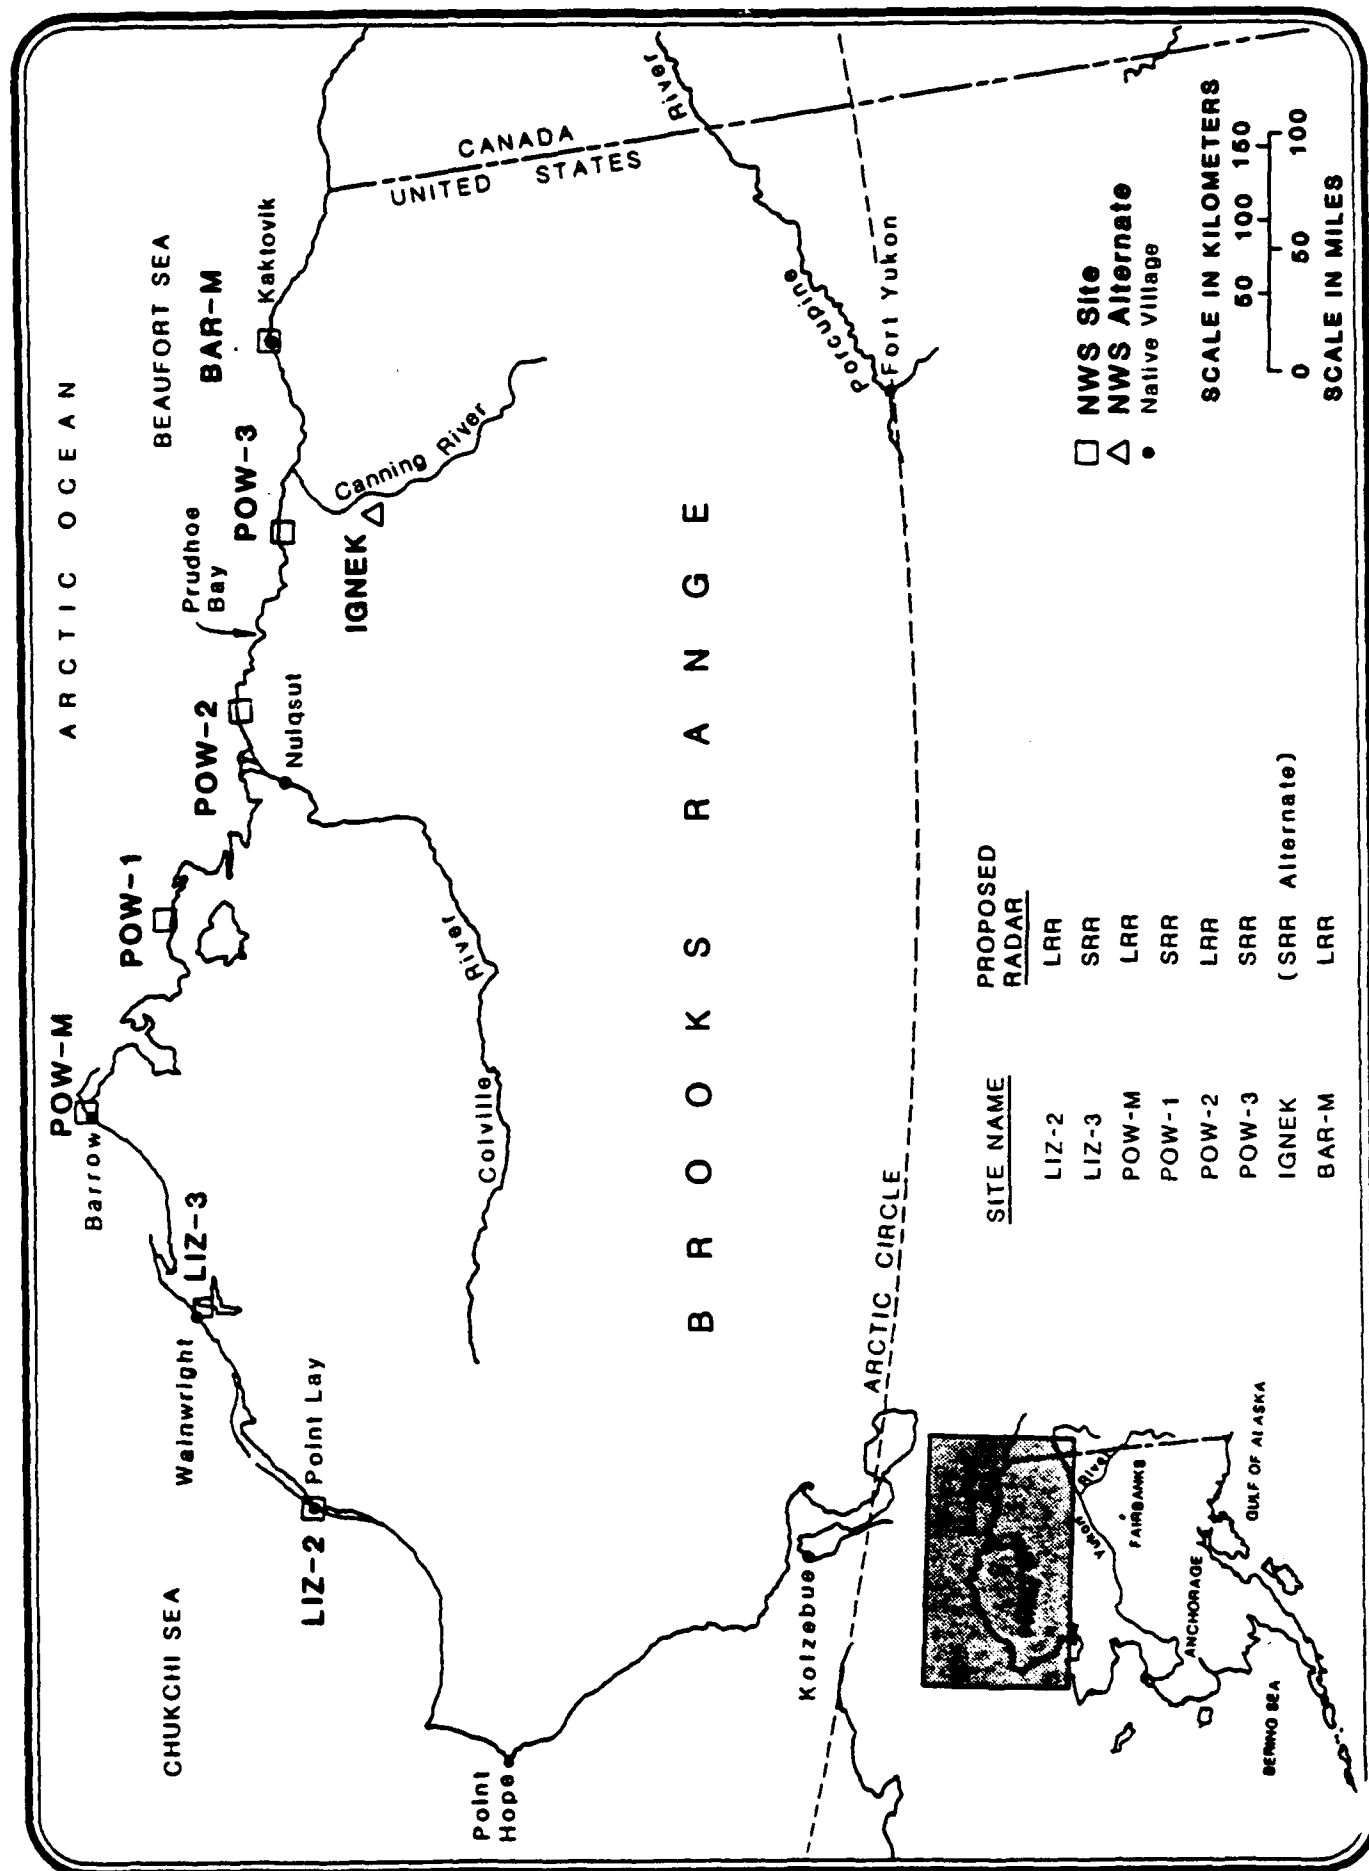 ARCTIC OCEAN
BEAUFORT SEA
CHUKCHI SEA
POW-M
Barrow
POW-1
POW-2
Prudhoe
Bay
POW-3
BAR-M
Kaktovik
LIZ-3
Wainwright
Nuiqsut
IGNEK
Canning River
LIZ-2
Point Lay
CANADA
UNITED STATES
Colville River
Point
Hope
BROOKS RANGE
Porcupine River
Kotzebue
ARCTIC CIRCLE
Fort Yukon
SITE NAME
PROPOSED
RADAR
LIZ-2 LRR
LIZ-3 SRR
POW-M LRR
POW-1 SRR
POW-2 LRR
POW-3 SRR
IGNEK (SRR Alternate)
BAR-M LRR
□ NWS Site
△ NWS Alternate
● Native Village
SCALE IN KILOMETERS
50 100 150
0 50 100
SCALE IN MILES
Yukon River
FAIRBANKS
ANCHORAGE
GULF OF ALASKA
BERING SEA